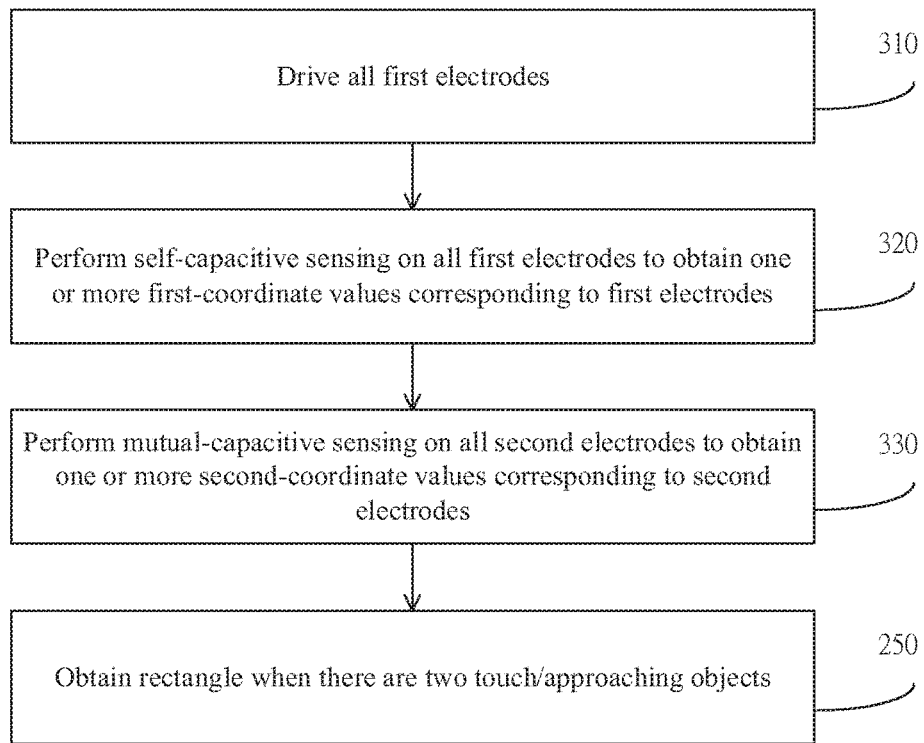 310
Drive all first electrodes
320
Perform self-capacitive sensing on all first electrodes to obtain one
or more first-coordinate values corresponding to first electrodes
330
Perform mutual-capacitive sensing on all second electrodes to obtain
one or more second-coordinate values corresponding to second
electrodes
250
Obtain rectangle when there are two touch/approaching objects